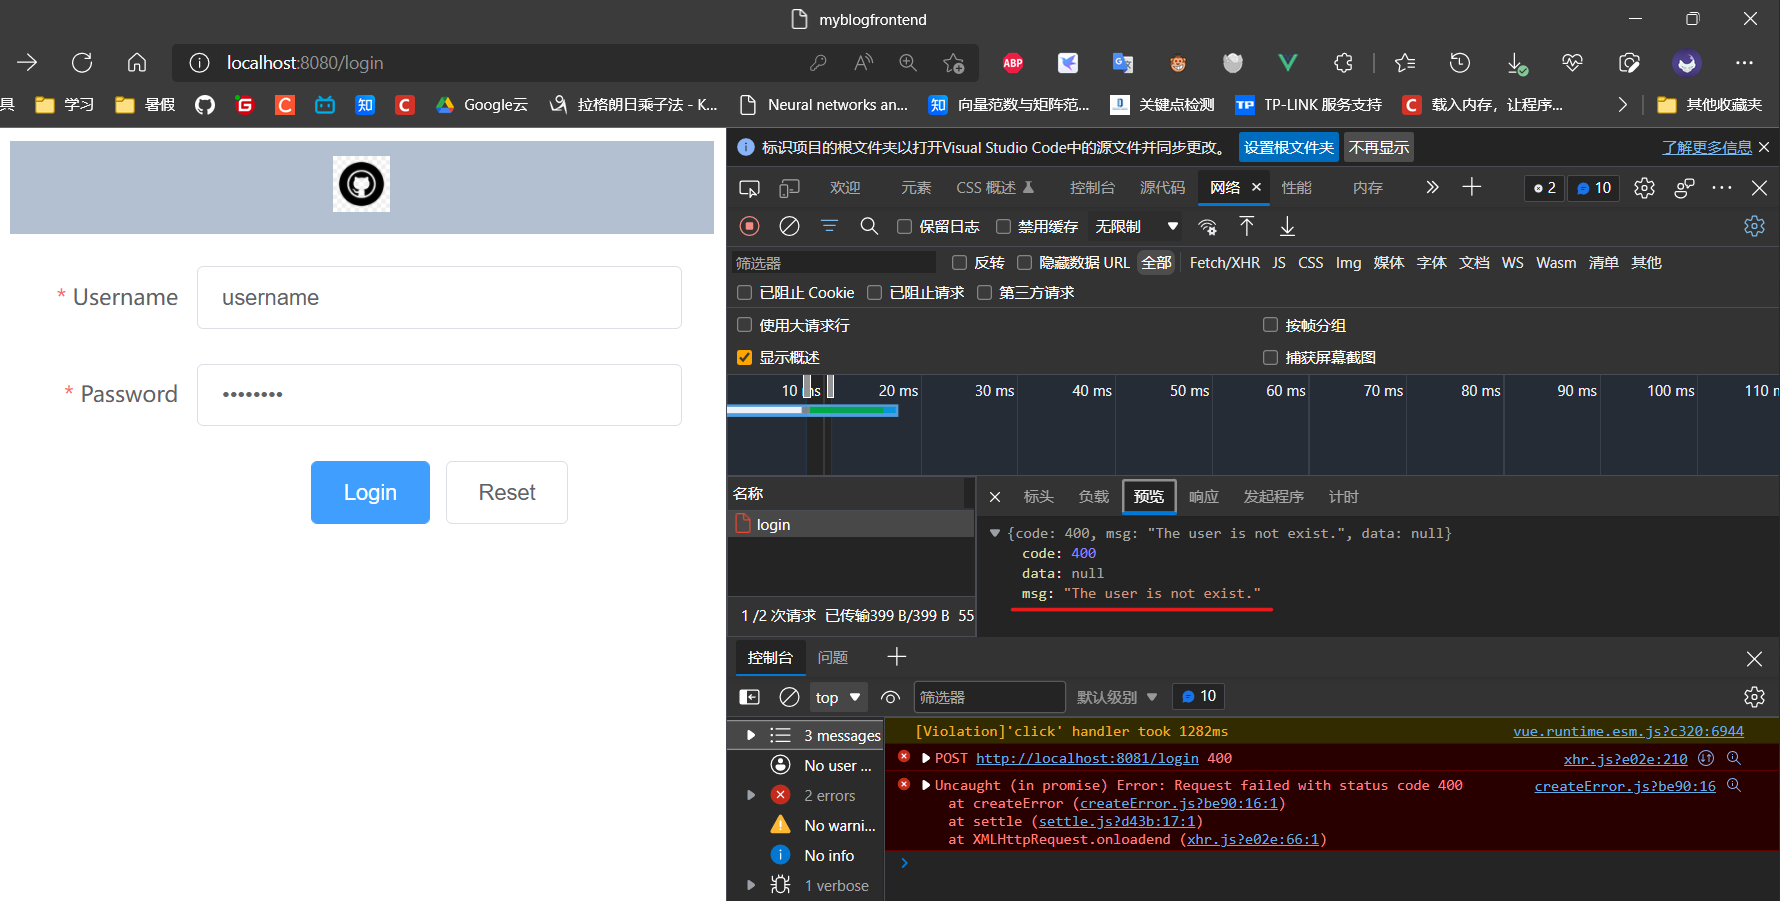 myblogfrontend
localhost:8080/login
ABP
具 学习 暑假 G C 知 C Google云 拉格朗日乘子法 - K... Neural networks an... 知 向量范数与矩阵范... 关键点检测 TP TP-LINK 服务支持 C 载入内存，让程序... 其他收藏夹
* Username
username
* Password
••••••••
Login
Reset
标识项目的根文件夹以打开Visual Studio Code中的源文件并同步更改。 设置根文件夹 不再显示 了解更多信息
欢迎 元素 CSS 概述 控制台 源代码 网络 性能 内存 2 10
保留日志 禁用缓存 无限制
筛选器 反转 隐藏数据 URL 全部 Fetch/XHR JS CSS Img 媒体 字体 文档 WS Wasm 清单 其他
已阻止 Cookie 已阻止请求 第三方请求
使用大请求行 按帧分组
显示概述 捕获屏幕截图
10 ms 20 ms 30 ms 40 ms 50 ms 60 ms 70 ms 80 ms 90 ms 100 ms 110 m
名称
login
1 /2 次请求 已传输399 B/399 B 55
标头 负载 预览 响应 发起程序 计时
{code: 400, msg: "The user is not exist.", data: null}
code: 400
data: null
msg: "The user is not exist."
控制台 问题
top 筛选器 默认级别 10
3 messages
No user ...
2 errors
No warni...
No info
1 verbose
[Violation]'click' handler took 1282ms vue.runtime.esm.js?c320:6944
POST http://localhost:8081/login 400 xhr.js?e02e:210
Uncaught (in promise) Error: Request failed with status code 400 createError.js?be90:16
at createError (createError.js?be90:16:1)
at settle (settle.js?d43b:17:1)
at XMLHttpRequest.onloadend (xhr.js?e02e:66:1)